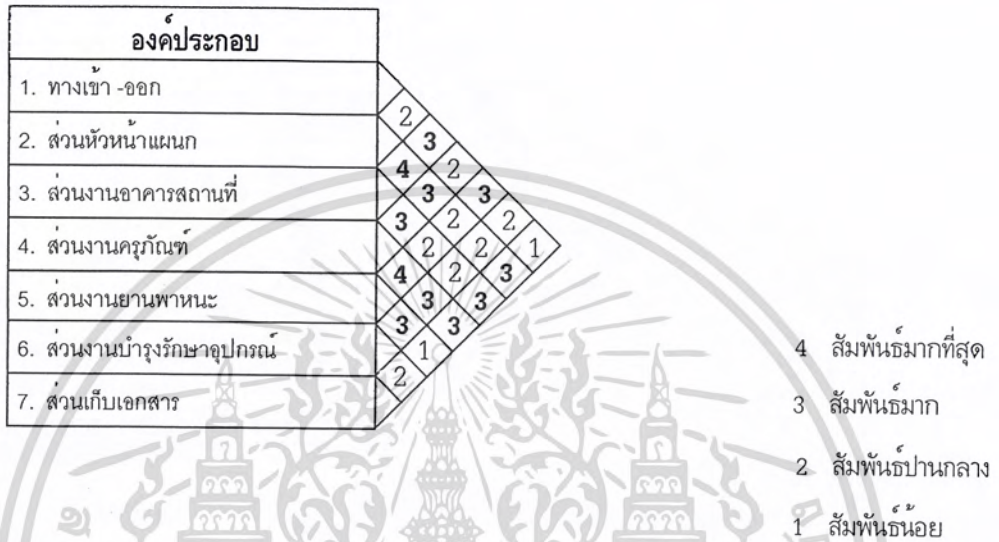 องค์ประกอบ
1. ทางเข้า -ออก
2. ส่วนหัวหน้าแผนก
3. ส่วนงานอาคารสถานที่
4. ส่วนงานครุภัณฑ์
5. ส่วนงานยานพาหนะ
6. ส่วนงานบำรุงรักษาอุปกรณ์
7. ส่วนเก็บเอกสาร
2
3
4 2
3 3
3 2 2
2 2 1
4 2 3
3 3
3 3
1
2
4 สัมพันธ์มากที่สุด
3 สัมพันธ์มาก
2 สัมพันธ์ปานกลาง
1 สัมพันธ์น้อย